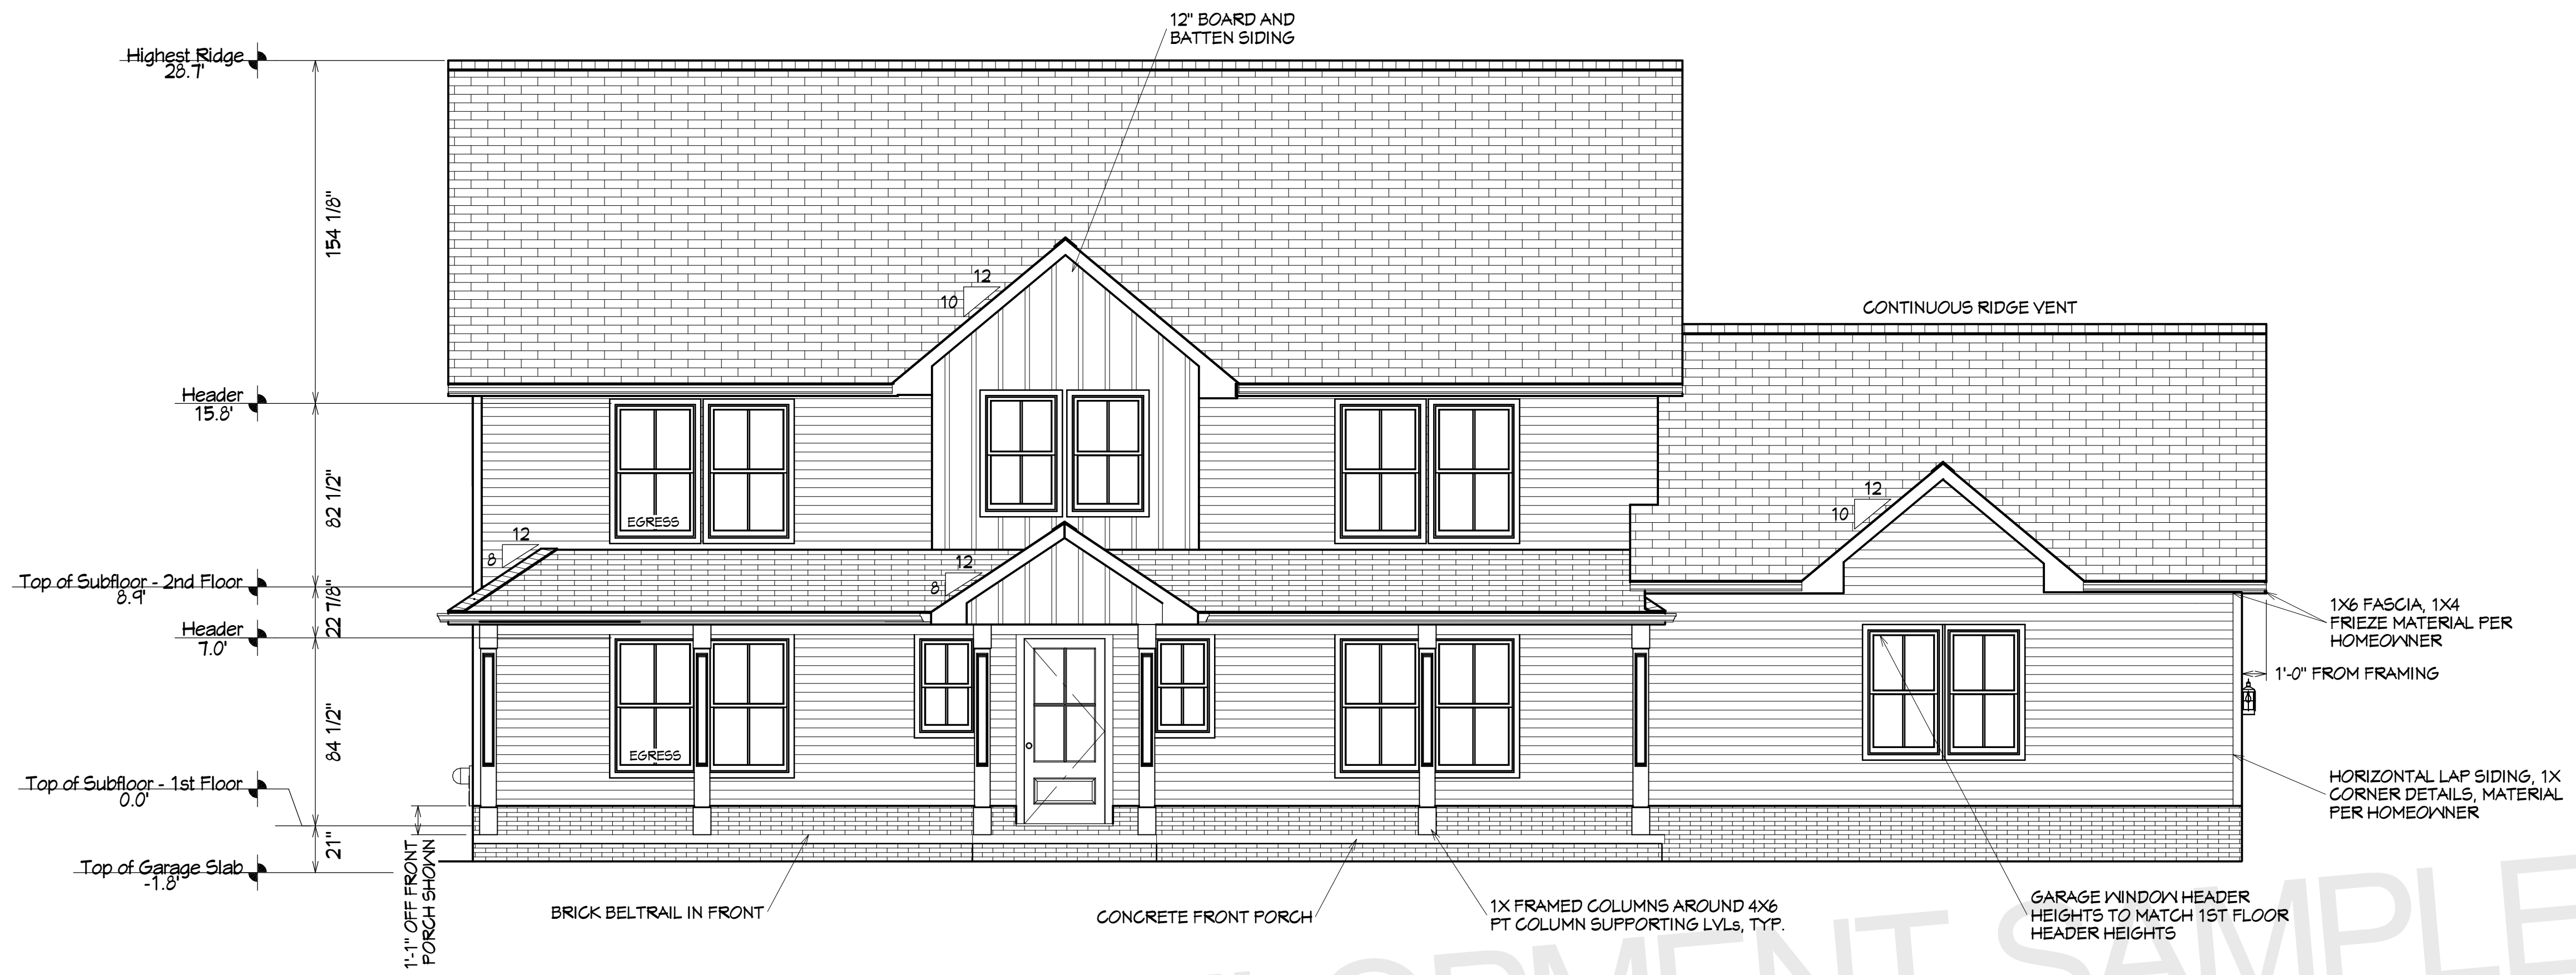 12" BOARD AND
BATTEN SIDING
Highest Ridge
28.7'
154 1/8"
12
10
CONTINUOUS RIDGE VENT
Header
15.8'
82 1/2"
EGRESS
12
8
12
8
12
10
Top of Subfloor - 2nd Floor
8.9'
22 7/8"
Header
7.0'
84 1/2"
EGRESS
1X6 FASCIA, 1X4
FRIEZE MATERIAL PER
HOMEOWNER
1'-0" FROM FRAMING
Top of Subfloor - 1st Floor
0.0'
HORIZONTAL LAP SIDING, 1X
CORNER DETAILS, MATERIAL
PER HOMEOWNER
21"
Top of Garage Slab
-1.8'
1'-1" OFF FRONT
PORCH SHOWN
BRICK BELTRAIL IN FRONT
CONCRETE FRONT PORCH
1X FRAMED COLUMNS AROUND 4X6
PT COLUMN SUPPORTING LVLs, TYP.
GARAGE WINDOW HEADER
HEIGHTS TO MATCH 1ST FLOOR
HEADER HEIGHTS
SAMPLE